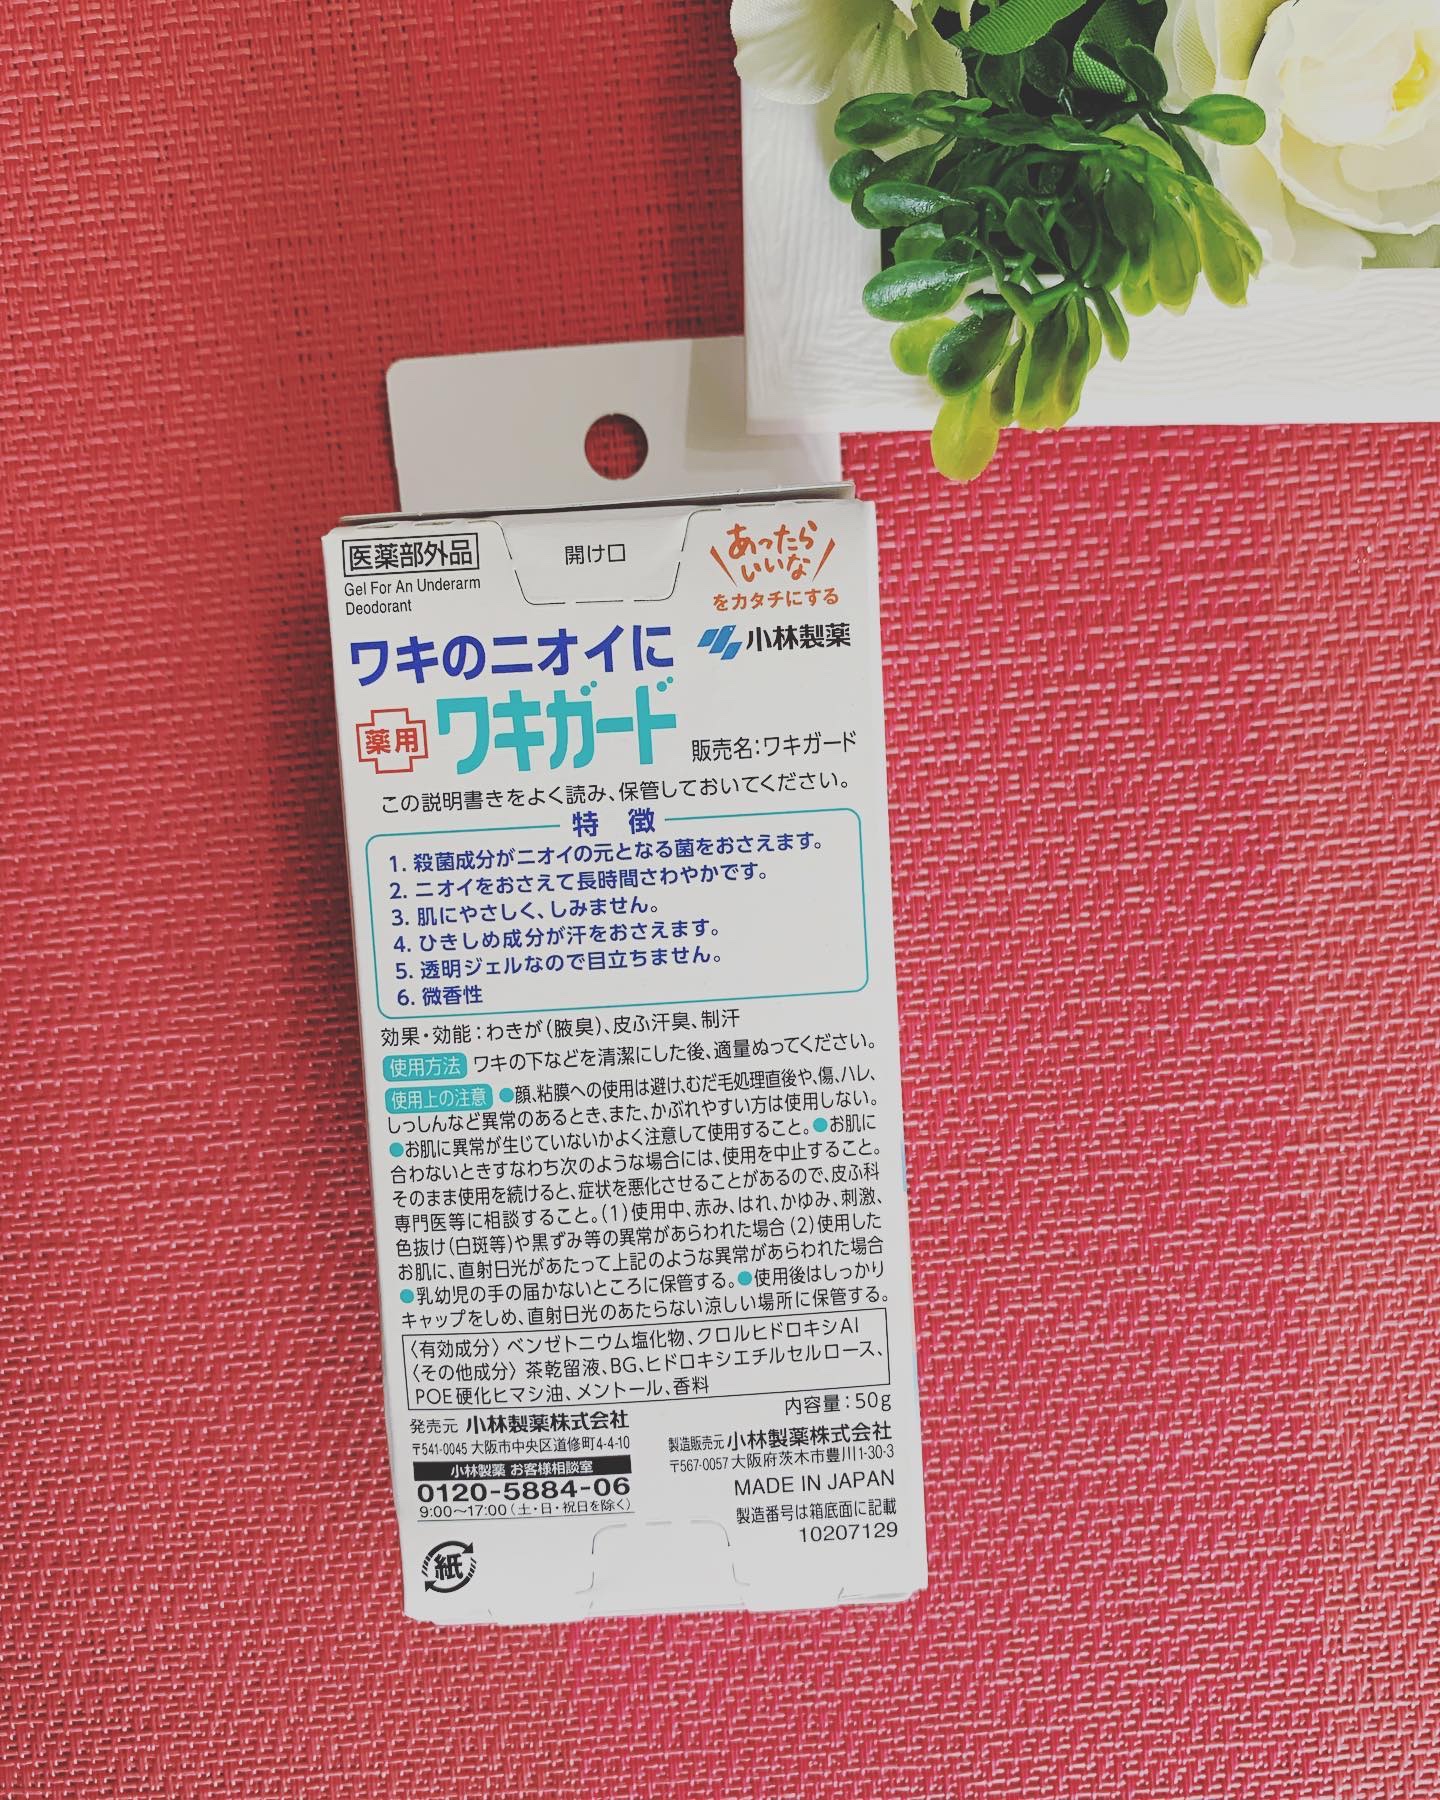 医薬部外品
Gel For An Underarm
Deodorant
開け口
あったら
いいな
をカタチにする
小林製薬
ワキのニオイに
薬用
ワキガード
販売名:ワキガード
この説明書きをよく読み、保管しておいてください。
特 徴
1. 殺菌成分がニオイの元となる菌をおさえます。
2. ニオイをおさえて長時間さわやかです。
3. 肌にやさしく、しみません。
4. ひきしめ成分が汗をおさえます。
5. 透明ジェルなので目立ちません。
6. 微香性
効果・効能:わきが(腋臭)、皮ふ汗臭、制汗
使用方法 ワキの下などを清潔にした後、適量ぬってください。
使用上の注意 ●顔、粘膜への使用は避け、むだ毛処理直後や、傷、ハレ、
しっしんなど異常のあるとき、また、かぶれやすい方は使用しない。
●お肌に異常が生じていないかよく注意して使用すること。●お肌に
合わないときすなわち次のような場合には、使用を中止すること。
そのまま使用を続けると、症状を悪化させることがあるので、皮ふ科
専門医等に相談すること。(1)使用中、赤み、はれ、かゆみ、刺激、
色抜け(白斑等)や黒ずみ等の異常があらわれた場合(2)使用した
お肌に、直射日光があたって上記のような異常があらわれた場合
●乳幼児の手の届かないところに保管する。●使用後はしっかり
キャップをしめ、直射日光のあたらない涼しい場所に保管する。
〈有効成分〉ベンゼトニウム塩化物、クロルヒドロキシAl
〈その他成分〉茶乾留液、BG、ヒドロキシエチルセルロース、
POE硬化ヒマシ油、メントール、香料
内容量:50g
発売元 小林製薬株式会社
〒541-0045 大阪市中央区道修町4-4-10
小林製薬 お客様相談室
0120-5884-06
9:00～17:00(土・日・祝日を除く)
製造販売元 小林製薬株式会社
〒567-0057 大阪府茨木市豊川1-30-3
MADE IN JAPAN
製造番号は箱底面に記載
10207129
紙